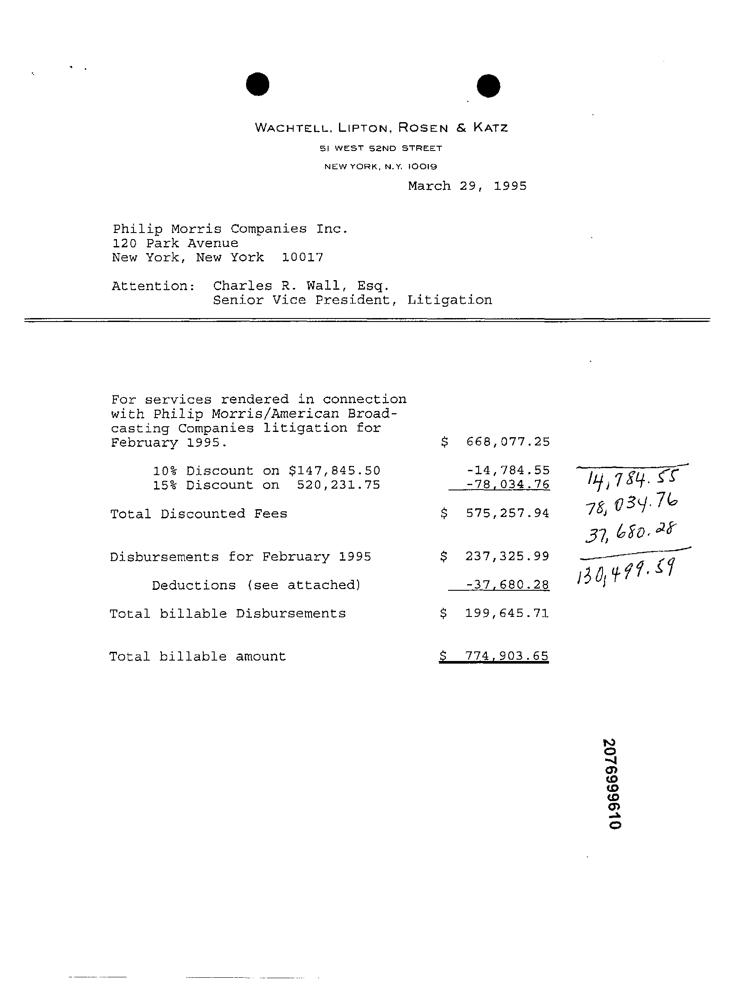 WACHTELL, LIPTON, ROSEN & KATZ
51 WEST 52ND STREET
NEW YORK, N.Y. 10019
March 29, 1995
Philip Morris Companies Inc.
120 Park Avenue
New York, New York 10017
Attention: Charles R. Wall, Esq.
Senior Vice President, Litigation
For services rendered in connection
with Philip Morris/American Broad-
casting Companies litigation for
February 1995. $ 668,077.25
10% Discount on $147,845.50 -14,784.55
15% Discount on 520,231.75 -78,034.76
Total Discounted Fees $ 575,257.94
Disbursements for February 1995 $ 237,325.99
Deductions (see attached) -37,680.28
Total billable Disbursements $ 199,645.71
Total billable amount $ 774,903.65
14,784.55
78,034.76
37,680.28
130,499.59
2076999610